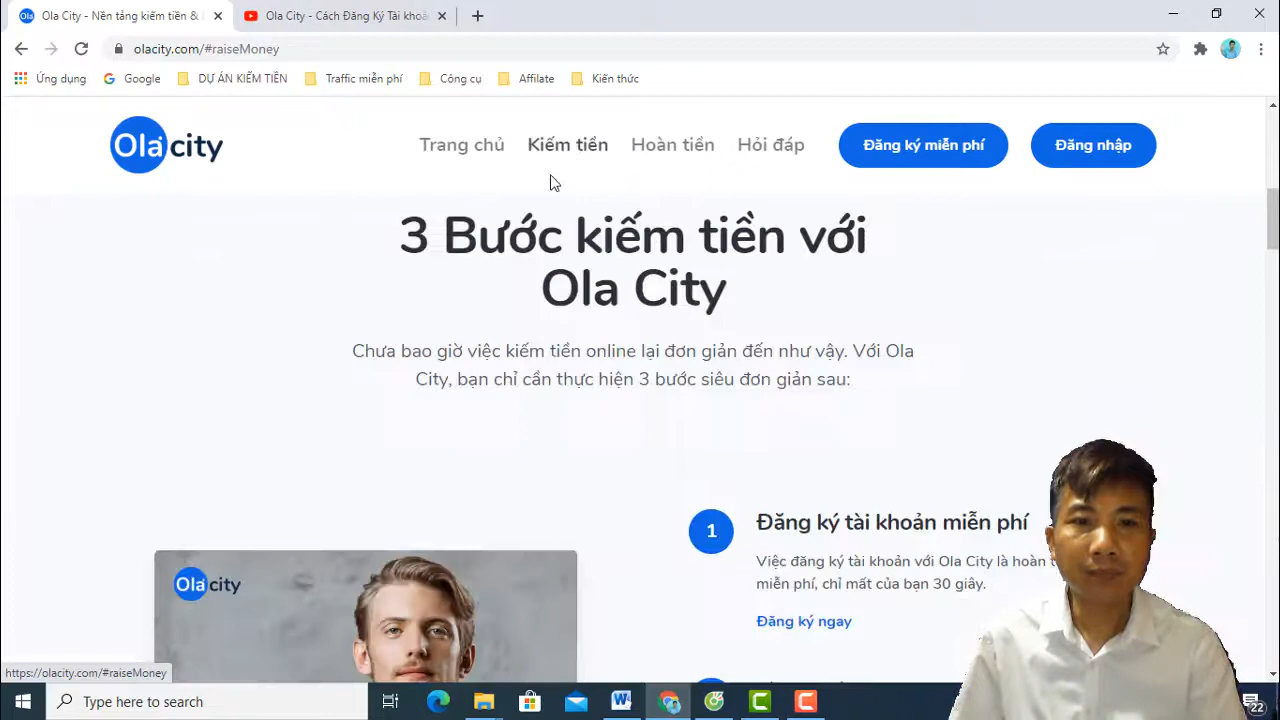 Ola City - Nền tảng kiếm tiền &
Ola City - Cách Đăng Ký Tài khoả
olacity.com/#raiseMoney
Ứng dụng
Google
DỰ ÁN KIẾM TIỀN
Traffic miễn phí
Công cụ
Affilate
Kiến thức
Ola city
Trang chủ
Kiếm tiền
Hoàn tiền
Hỏi đáp
Đăng ký miễn phí
Đăng nhập
3 Bước kiếm tiền với
Ola City
Chưa bao giờ việc kiếm tiền online lại đơn giản đến như vậy. Với Ola
City, bạn chỉ cần thực hiện 3 bước siêu đơn giản sau:
1
Đăng ký tài khoản miễn phí
Việc đăng ký tài khoản với Ola City là hoàn
miễn phí, chỉ mất của bạn 30 giây.
Đăng ký ngay
Ola city
https://olacity.com/#raiseMoney
Type here to search
22